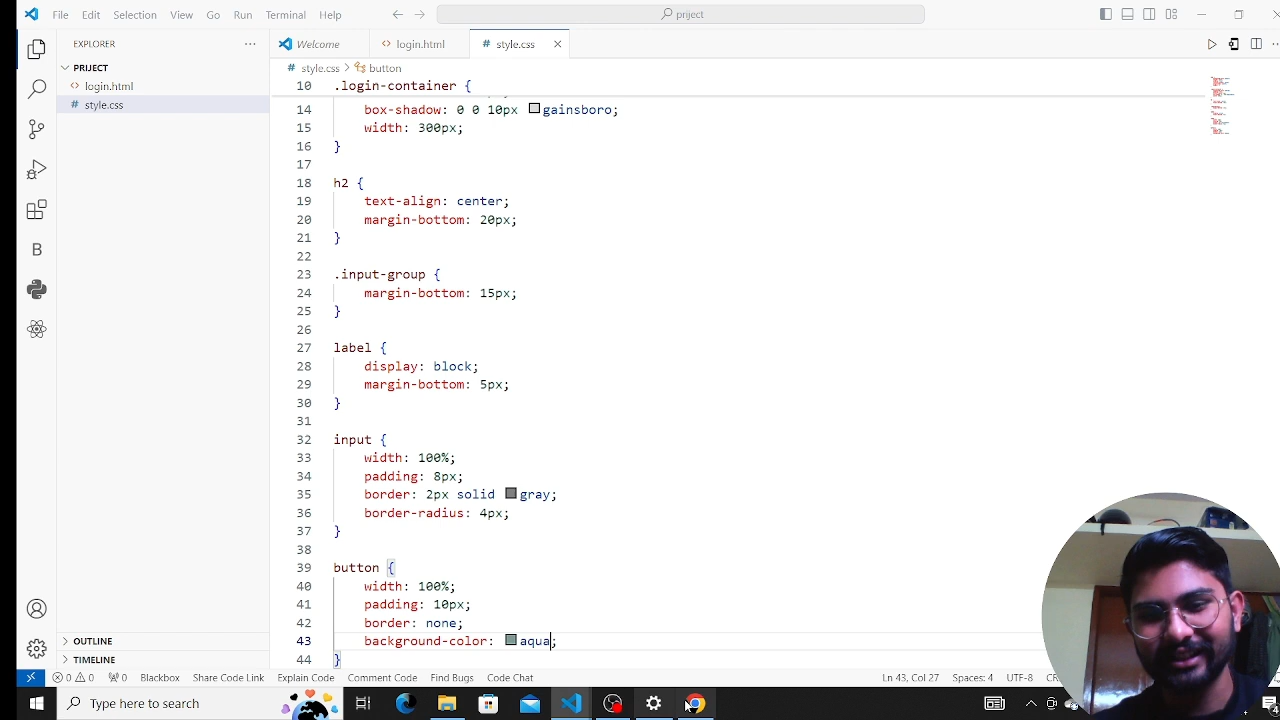 File Edit Selection View Go Run Terminal Help
priject
EXPLORER
Welcome
login.html
style.css
PRIJECT
login.html
style.css
style.css > button
10 .login-container {
14 box-shadow: 0 0 10px gainsboro;
15 width: 300px;
16 }
17
18 h2 {
19 text-align: center;
20 margin-bottom: 20px;
21 }
22
23 .input-group {
24 margin-bottom: 15px;
25 }
26
27 label {
28 display: block;
29 margin-bottom: 5px;
30 }
31
32 input {
33 width: 100%;
34 padding: 8px;
35 border: 2px solid gray;
36 border-radius: 4px;
37 }
38
39 button {
40 width: 100%;
41 padding: 10px;
42 border: none;
43 background-color: aqua;
44 }
OUTLINE
TIMELINE
0 0 0 Blackbox Share Code Link Explain Code Comment Code Find Bugs Code Chat Ln 43, Col 27 Spaces: 4 UTF-8
Type here to search